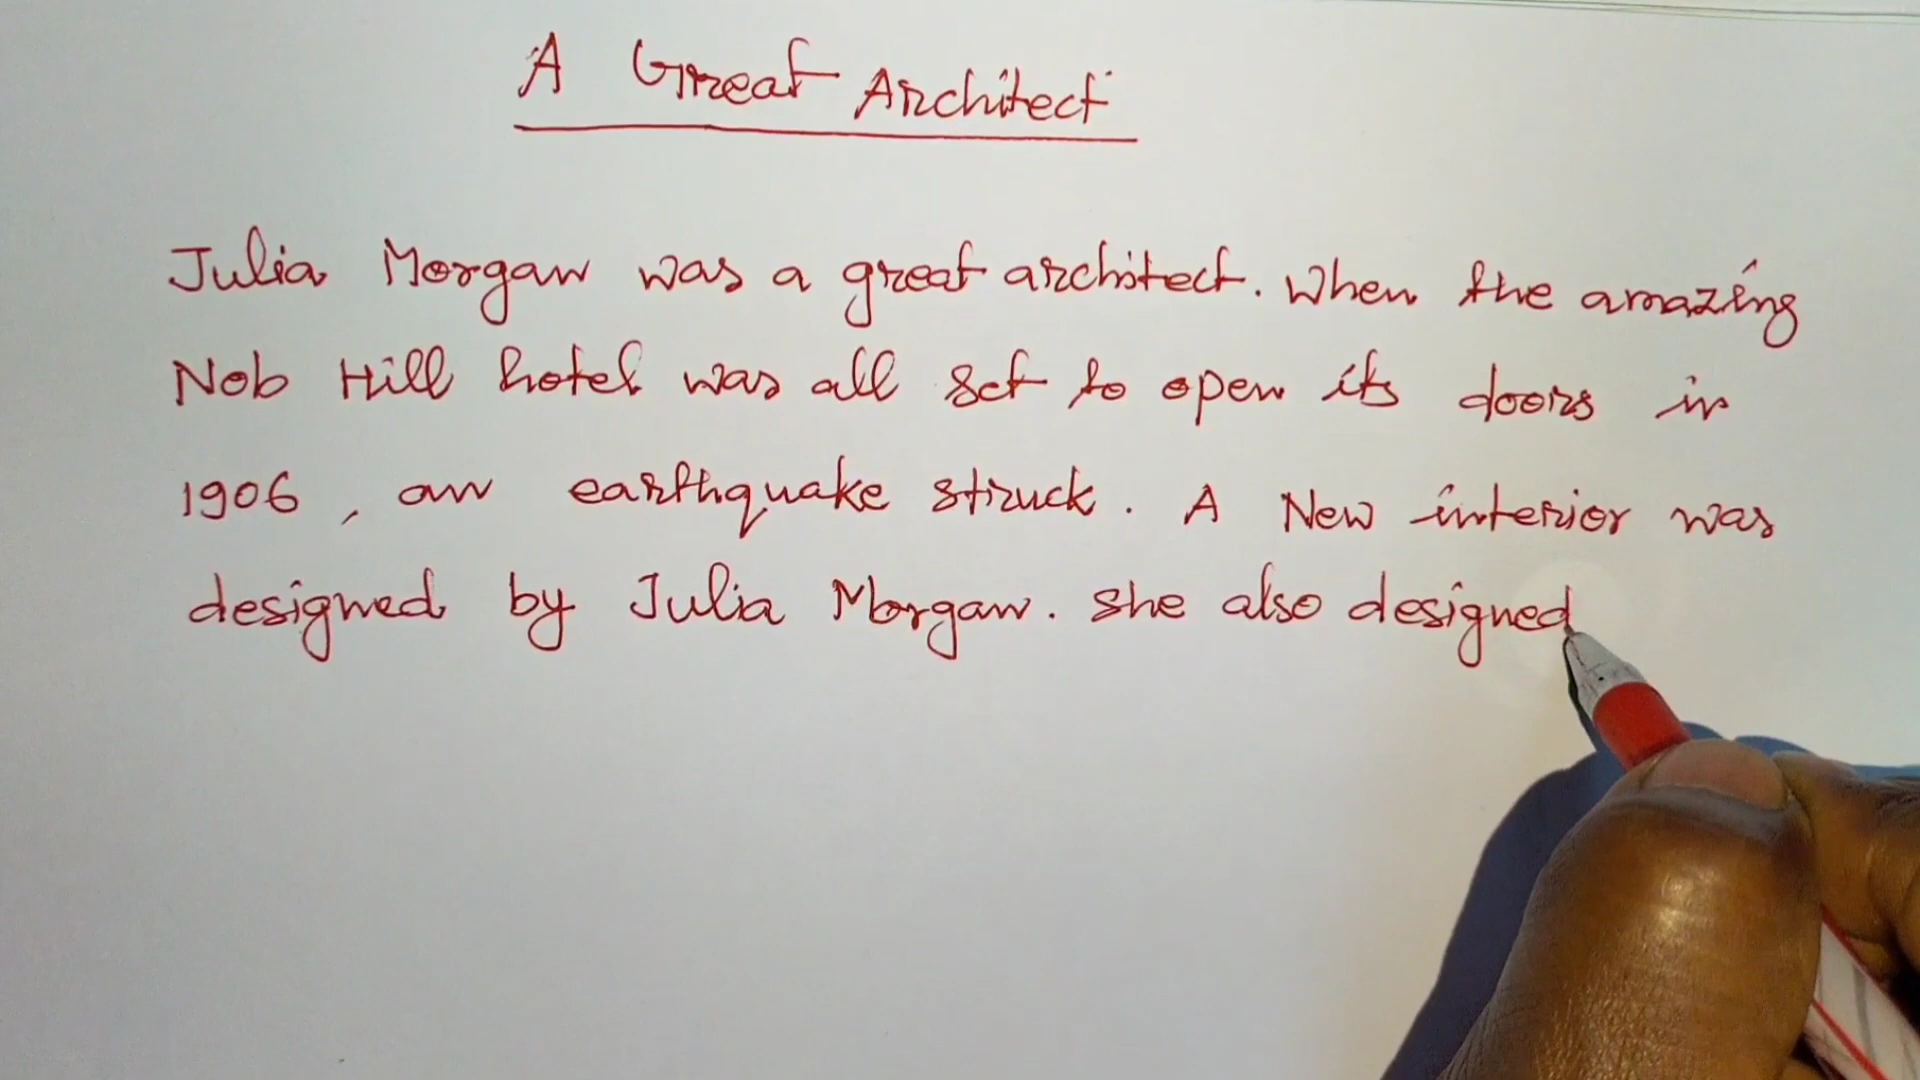 A Great Architect
Julia Morgan was a great architect. When the amazing
Nob Hill hotel was all set to open its doors in
1906, an earthquake struck. A New interior was
designed by Julia Morgan. She also designed